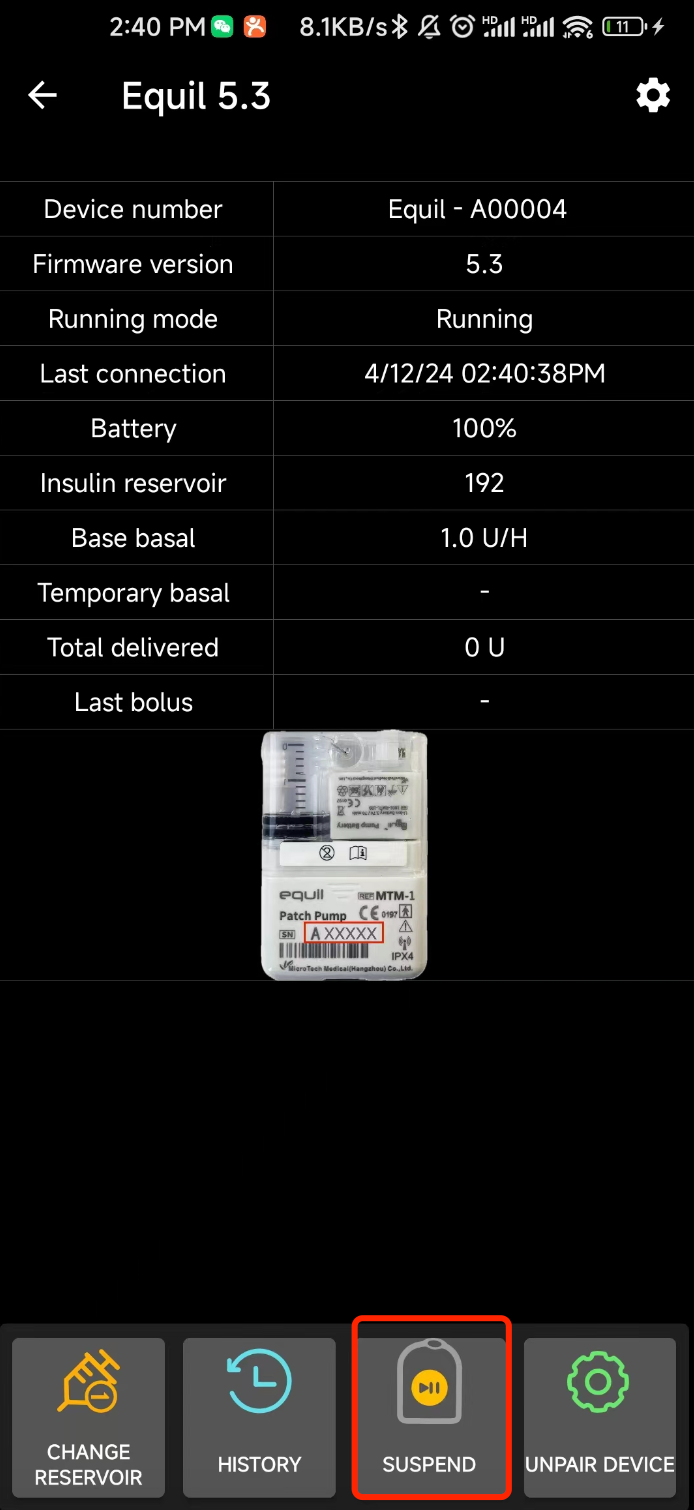 2:40 PM 8.1KB/s HD HD 6 11
Equil 5.3
Device number Equil - A00004
Firmware version 5.3
Running mode Running
Last connection 4/12/24 02:40:38PM
Battery 100%
Insulin reservoir 192
Base basal 1.0 U/H
Temporary basal -
Total delivered 0 U
Last bolus -
equil REF MTM-1
Patch Pump CE 0197
SN A XXXXX
IPX4
MicroTech Medical(Hangzhou) Co.,Ltd.
CHANGE
RESERVOIR
HISTORY
SUSPEND
UNPAIR DEVICE